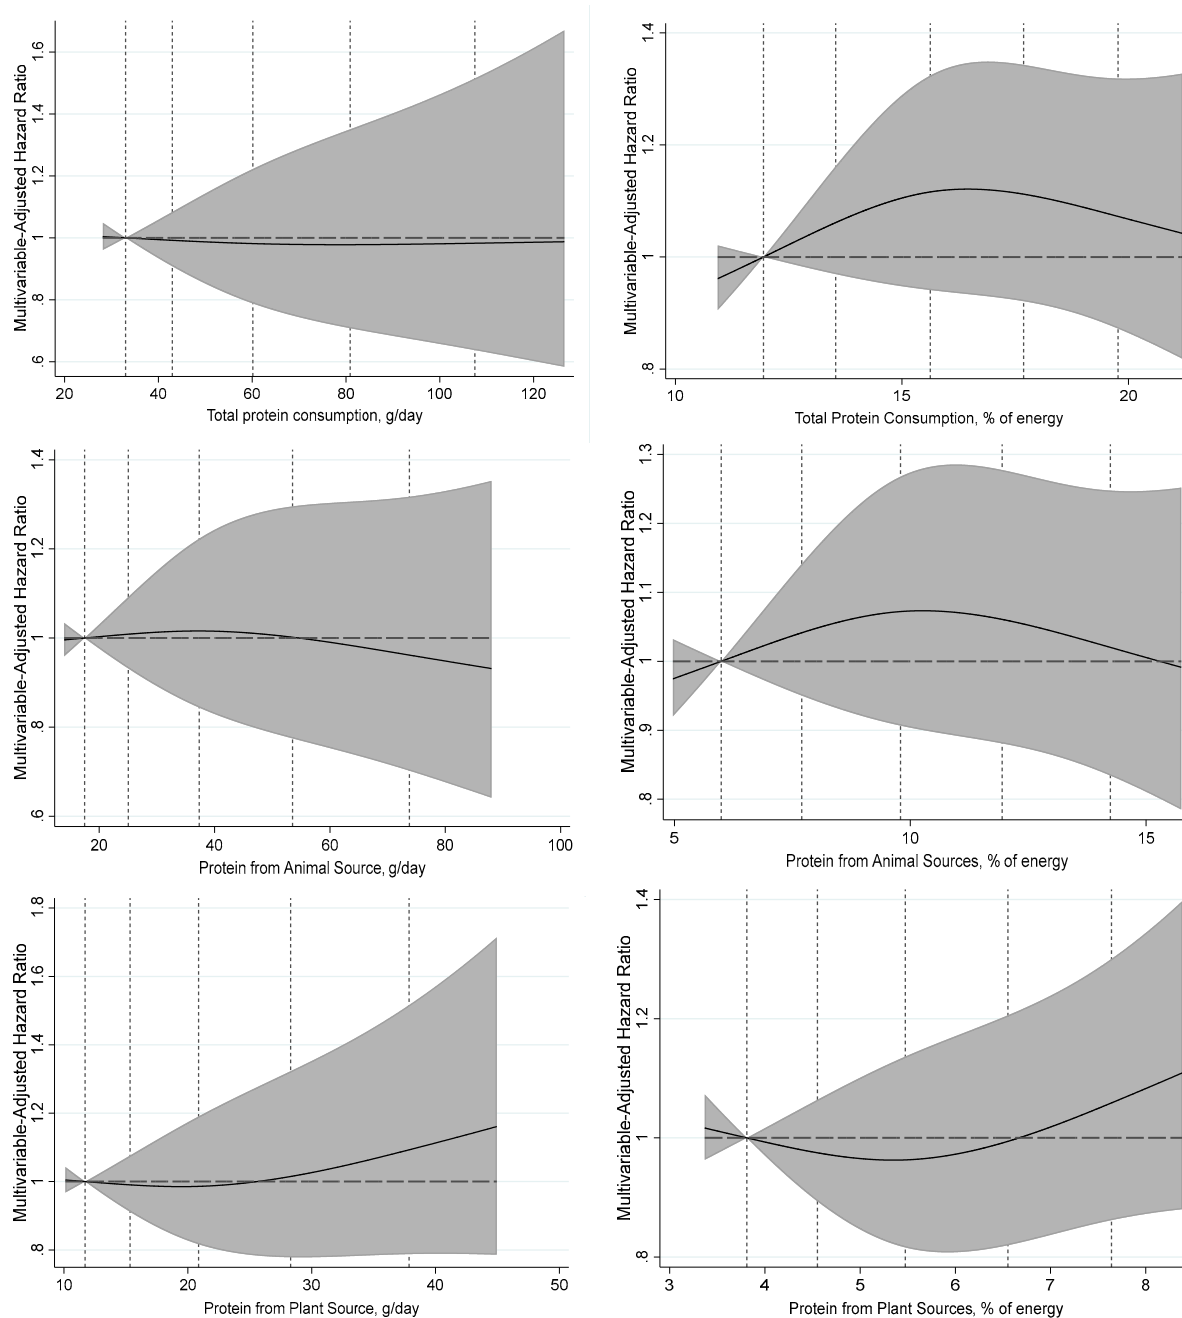 Multivariable-Adjusted Hazard Ratio
1.6
1.4
1.2
1
.8
.6
20 40 60 80 100 120
Total protein consumption, g/day
Multivariable-Adjusted Hazard Ratio
1.4
1.2
1
.8
10 15 20
Total Protein Consumption, % of energy
Multivariable-Adjusted Hazard Ratio
1.4
1.2
1
.8
.6
20 40 60 80 100
Protein from Animal Source, g/day
Multivariable-Adjusted Hazard Ratio
1.3
1.2
1.1
1
.9
.8
5 10 15
Protein from Animal Sources, % of energy
Multivariable-Adjusted Hazard Ratio
1.8
1.6
1.4
1.2
1
.8
10 20 30 40 50
Protein from Plant Source, g/day
Multivariable-Adjusted Hazard Ratio
1.4
1.2
1
.8
3 4 5 6 7 8
Protein from Plant Sources, % of energy